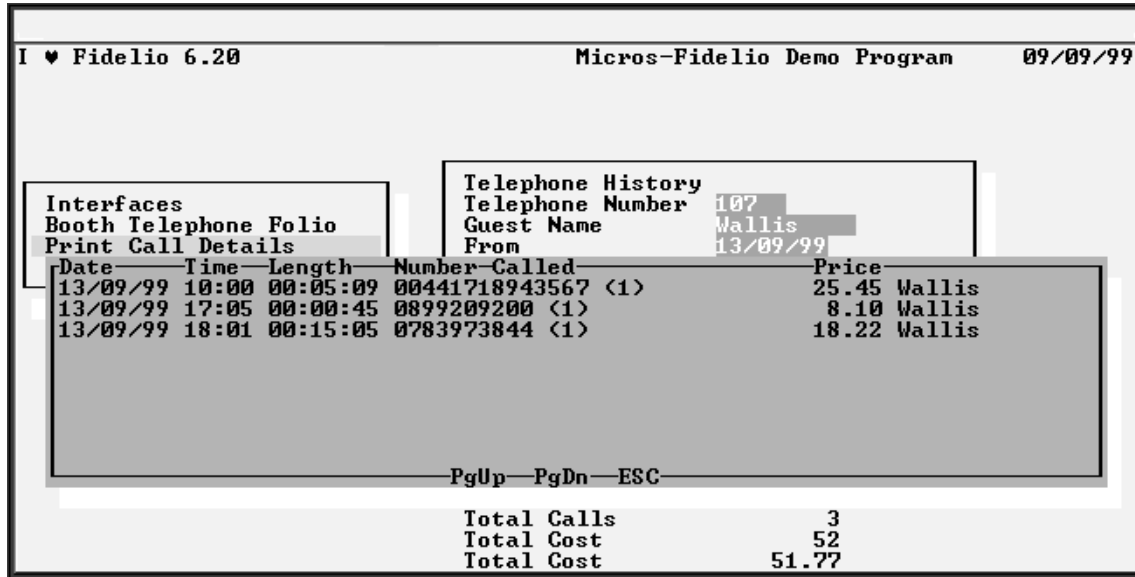 I ♥ Fidelio 6.20 Micros-Fidelio Demo Program 09/09/99
Interfaces
Booth Telephone Folio
Print Call Details
Telephone History
Telephone Number 107
Guest Name Wallis
From 13/09/99
Date Time Length Number Called Price
13/09/99 10:00 00:05:09 00441718943567 (1) 25.45 Wallis
13/09/99 17:05 00:00:45 0899209200 (1) 8.10 Wallis
13/09/99 18:01 00:15:05 0783973844 (1) 18.22 Wallis
PgUp PgDn ESC
Total Calls 3
Total Cost 52
Total Cost 51.77